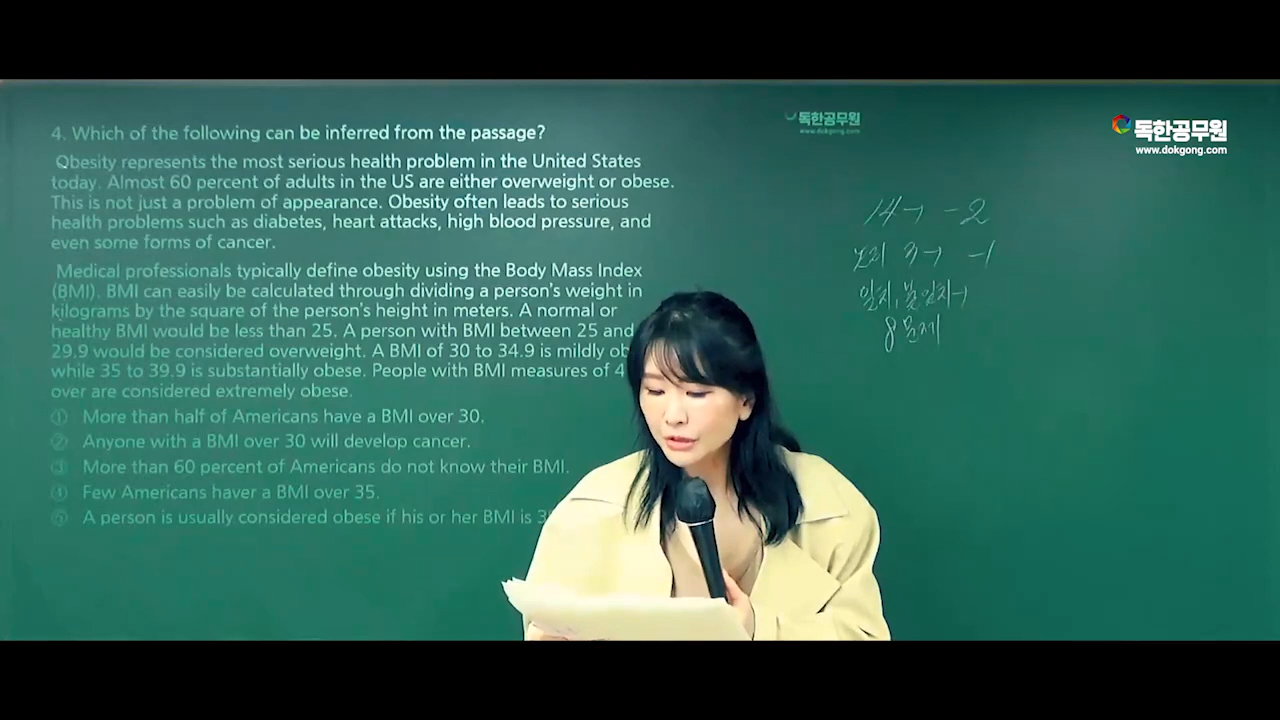 4. Which of the following can be inferred from the passage?
Obesity represents the most serious health problem in the United States
today. Almost 60 percent of adults in the US are either overweight or obese.
This is not just a problem of appearance. Obesity often leads to serious
health problems such as diabetes, heart attacks, high blood pressure, and
even some forms of cancer.
Medical professionals typically define obesity using the Body Mass Index
(BMI). BMI can easily be calculated through dividing a person's weight in
kilograms by the square of the person's height in meters. A normal or
healthy BMI would be less than 25. A person with BMI between 25 and
29.9 would be considered overweight. A BMI of 30 to 34.9 is mildly
while 35 to 39.9 is substantially obese. People with BMI measures of
over are considered extremely obese.
① More than half of Americans have a BMI over 30.
② Anyone with a BMI over 30 will develop cancer.
③ More than 60 percent of Americans do not know their BMI.
④ Few Americans haver a BMI over 35.
⑤ A person is usually considered obese if his or her BMI is
독한공무원
www.dokgong.com
독한공무원
www.dokgong.com
14→ -2
논리 3→ -1
일치, 불일치→
8문제